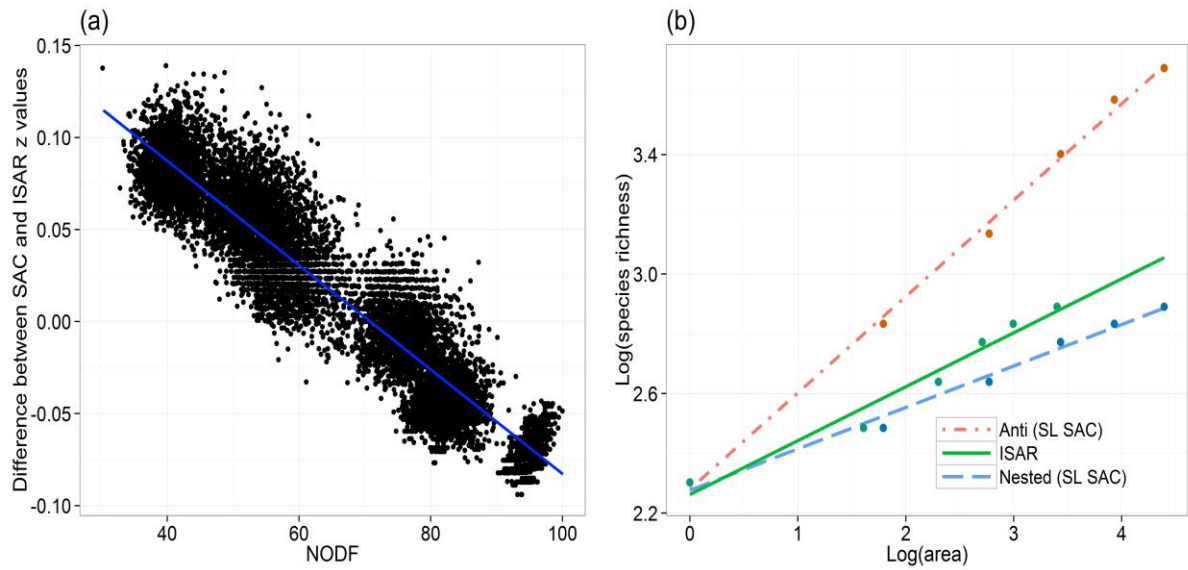 (a)
Difference between SAC and ISAR z values
0.15
0.10
0.05
0.00
-0.05
-0.10
40
60
80
100
NODF
(b)
Log(species richness)
3.4
3.0
2.6
2.2
Anti (SL SAC)
ISAR
Nested (SL SAC)
0
1
2
3
4
Log(area)